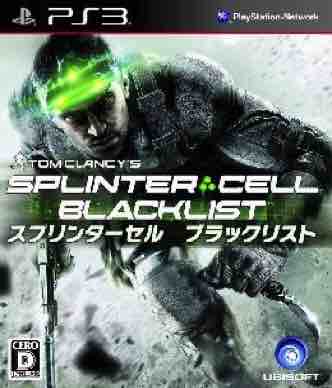 PS3
PlayStation Network
TOM CLANCY'S
SPLINTER CELL
BLACKLIST
スプリンターセル ブラックリスト
CERO
D
UBISOFT